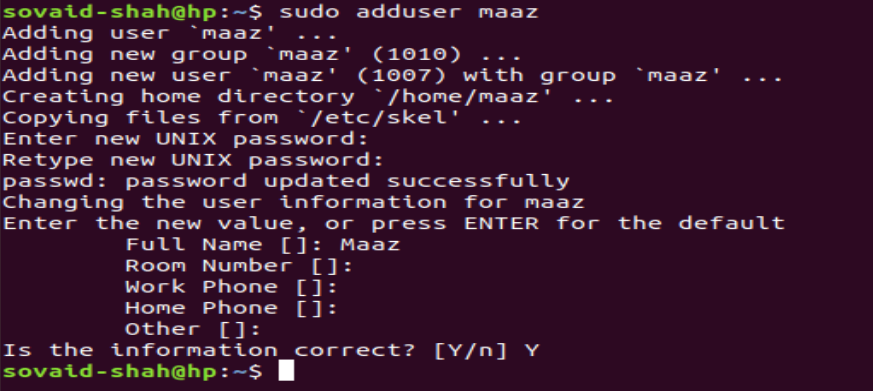 sovaid-shah@hp:~$ sudo adduser maaz
Adding user `maaz' ...
Adding new group `maaz' (1010) ...
Adding new user `maaz' (1007) with group `maaz' ...
Creating home directory `/home/maaz' ...
Copying files from `/etc/skel' ...
Enter new UNIX password:
Retype new UNIX password:
passwd: password updated successfully
Changing the user information for maaz
Enter the new value, or press ENTER for the default
        Full Name []: Maaz
        Room Number []:
        Work Phone []:
        Home Phone []:
        Other []:
Is the information correct? [Y/n] Y
sovaid-shah@hp:~$